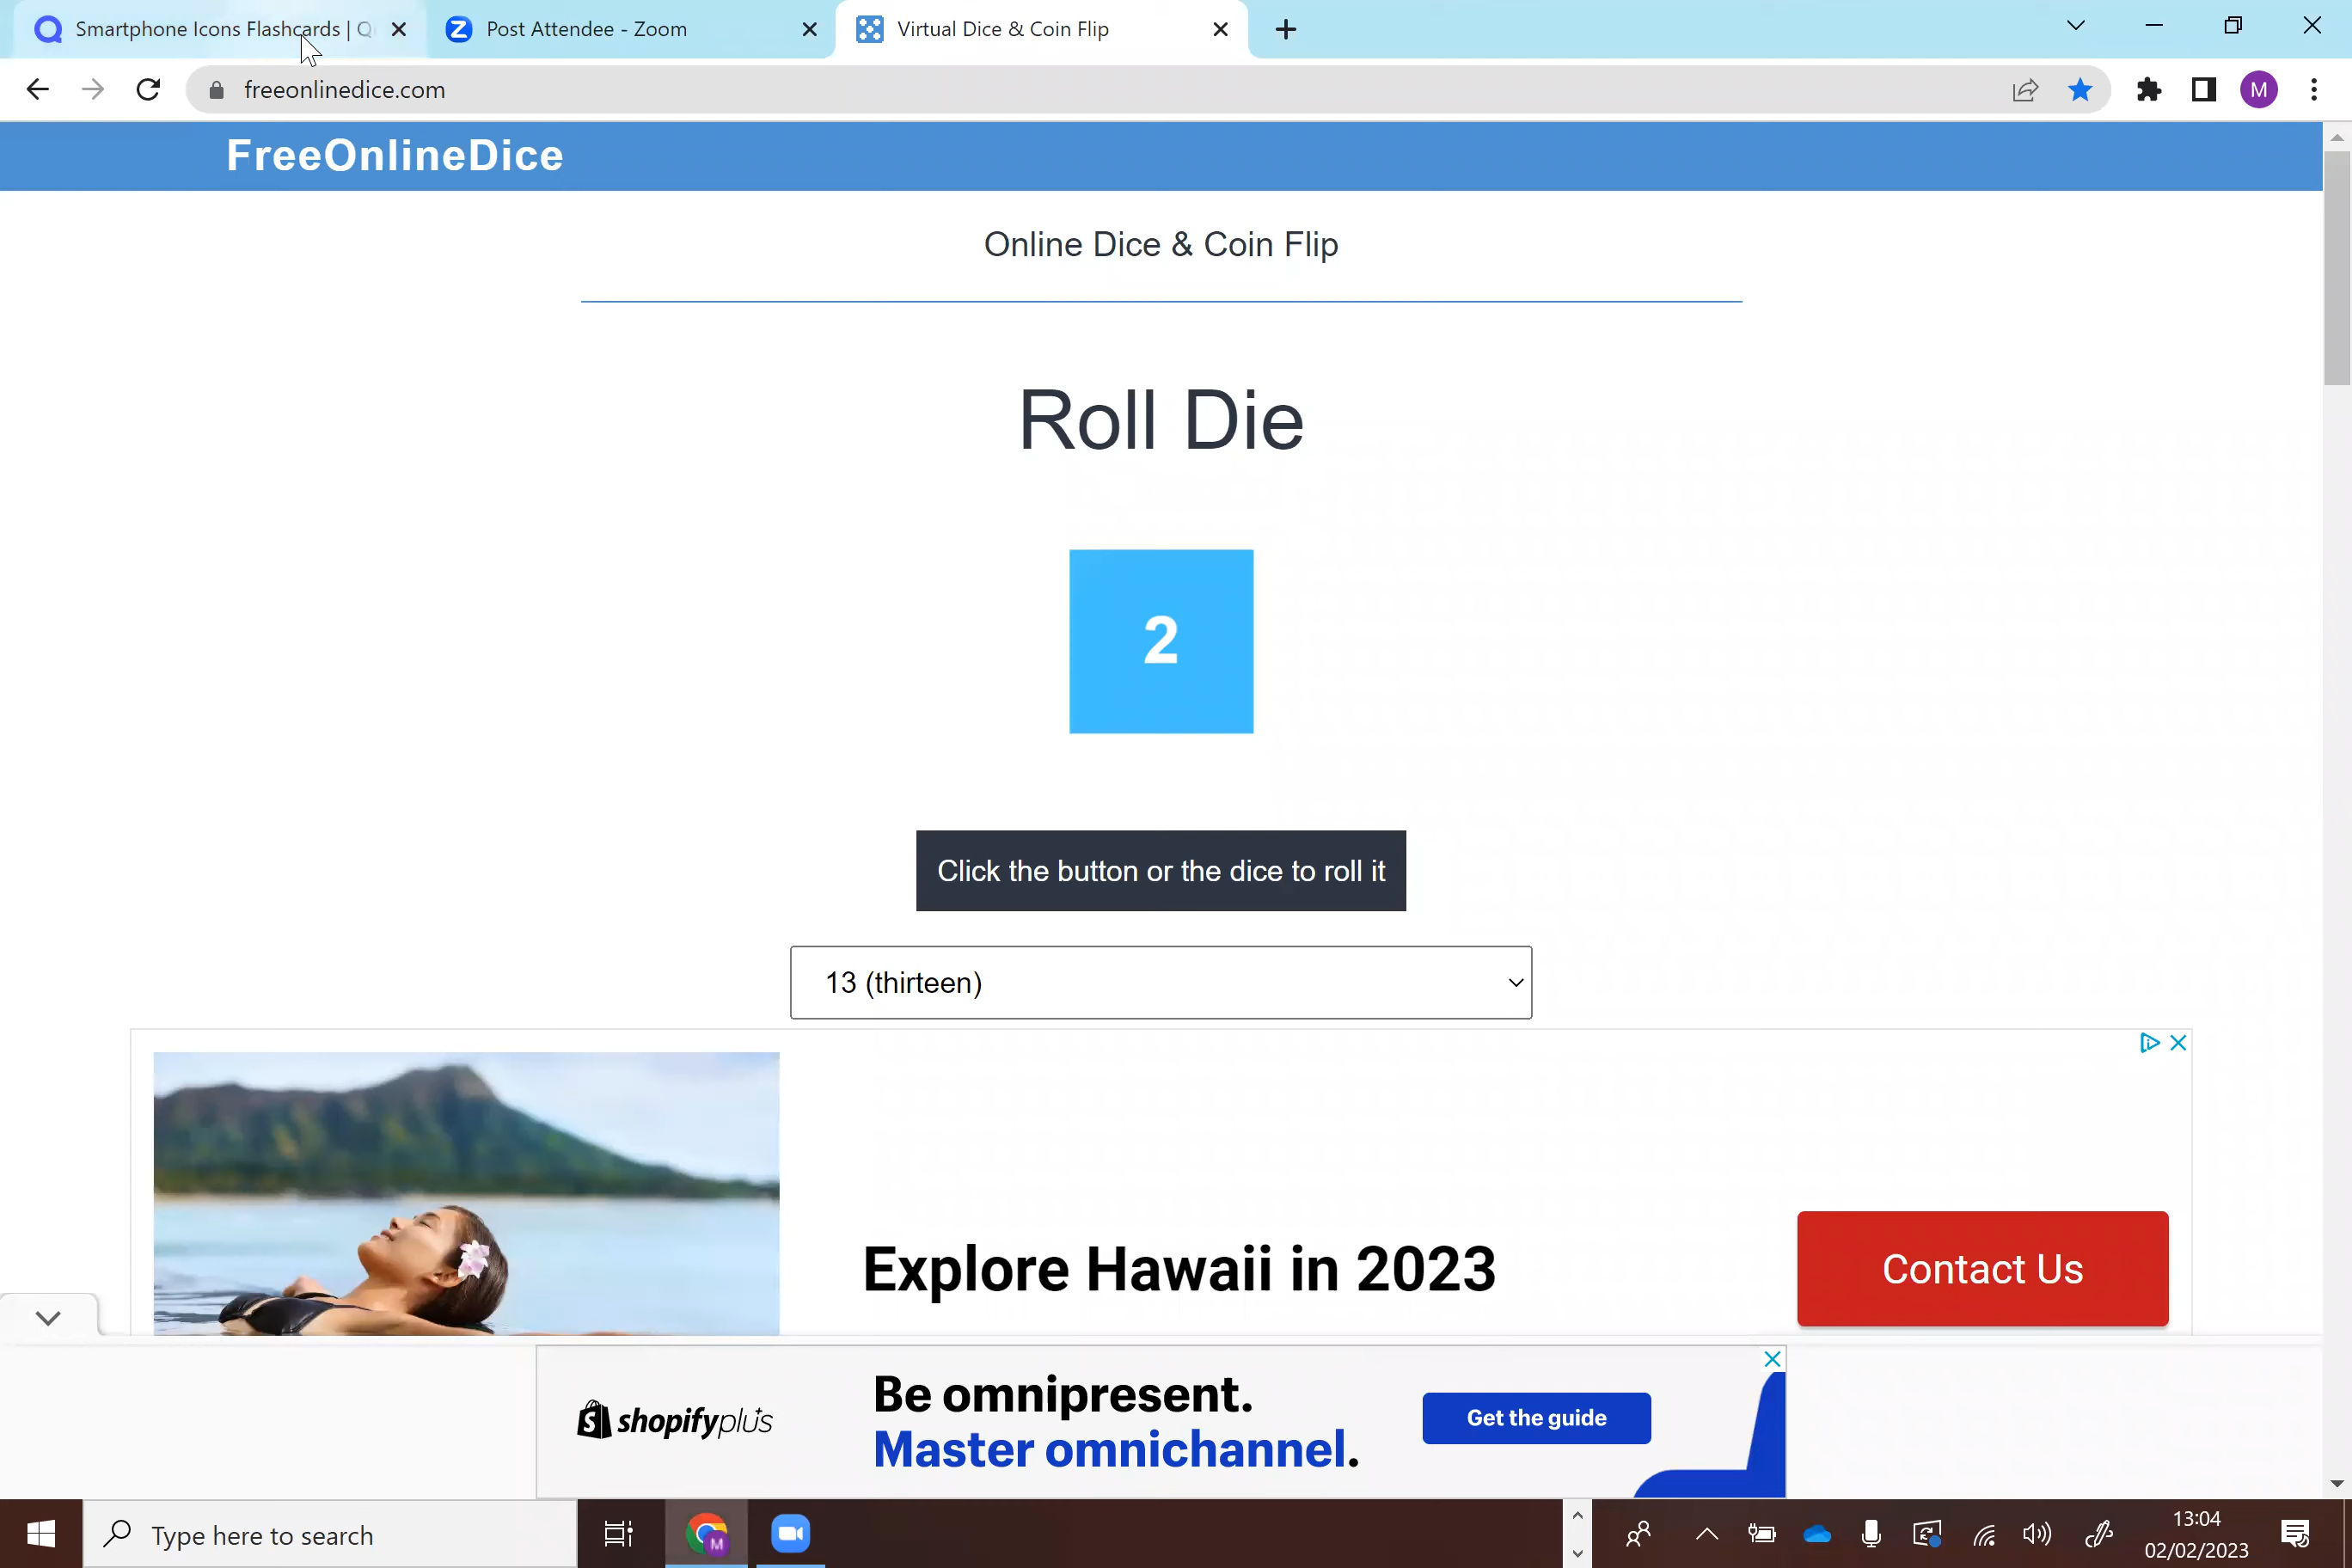 Smartphone Icons Flashcards | Q
Post Attendee - Zoom
Virtual Dice & Coin Flip
freeonlinedice.com
M
FreeOnlineDice
Online Dice & Coin Flip
Roll Die
2
Click the button or the dice to roll it
13 (thirteen)
Explore Hawaii in 2023
Contact Us
shopifyplus
Be omnipresent.
Master omnichannel.
Get the guide
Type here to search
M
13:04
02/02/2023